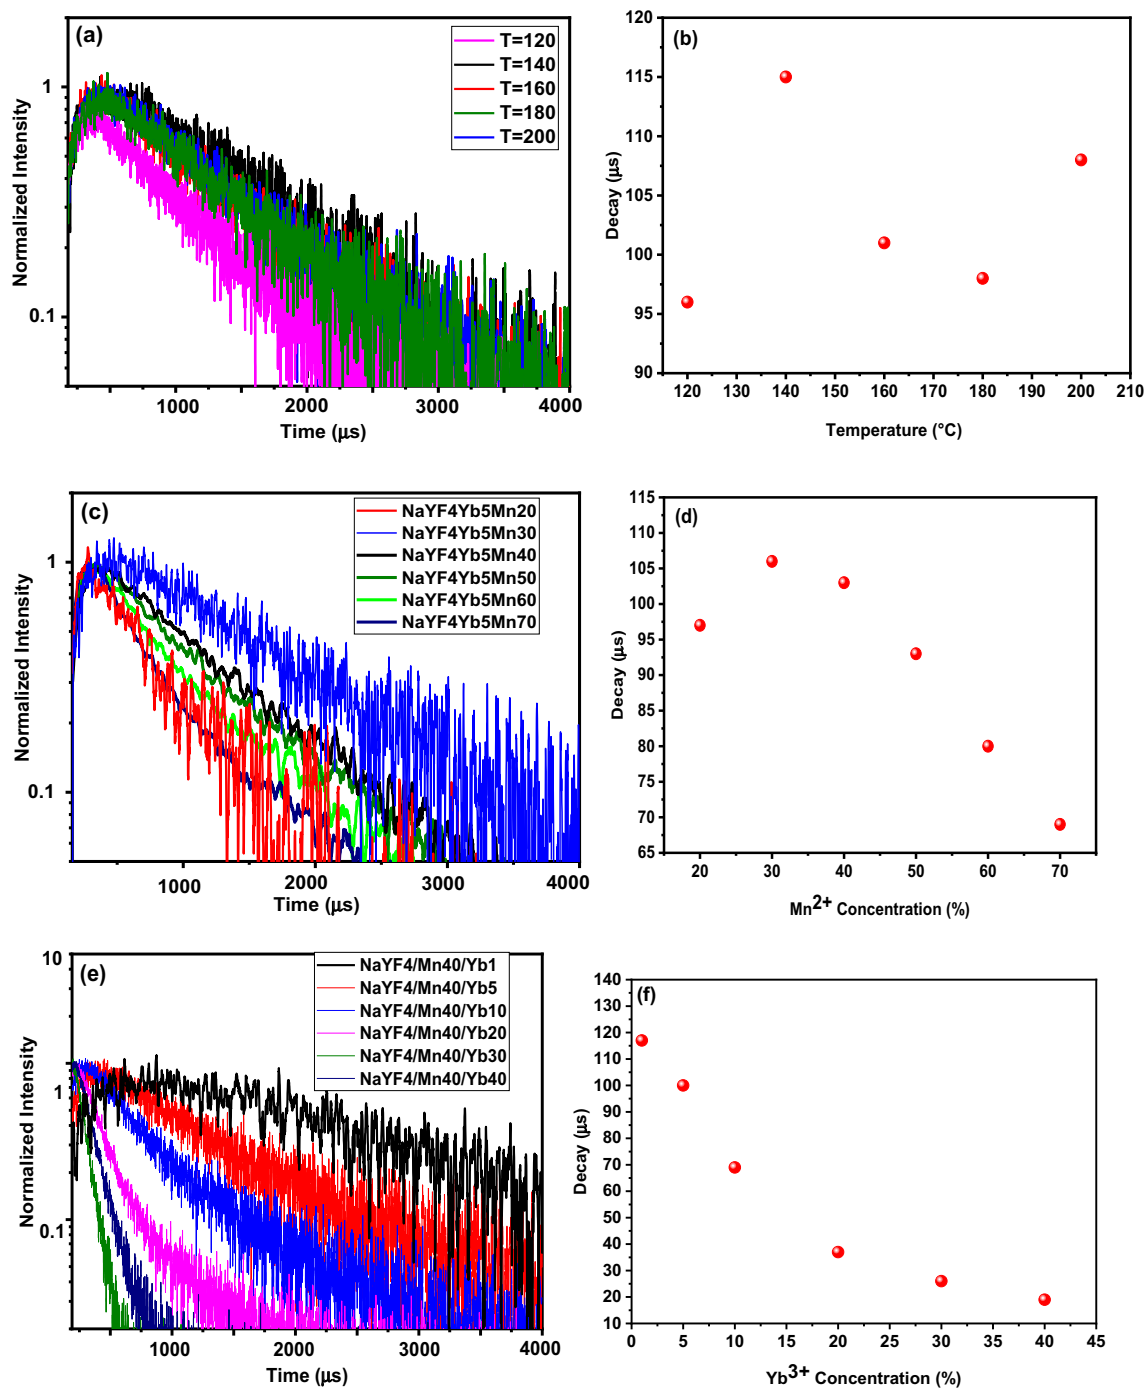 (a)
T=120
T=140
T=160
T=180
T=200
1
0.1
Normalized Intensity
1000 2000 3000 4000
Time (μs)
(b)
120
115
110
105
100
95
90
Decay (μs)
120 130 140 150 160 170 180 190 200 210
Temperature (°C)
(c)
NaYF4Yb5Mn20
NaYF4Yb5Mn30
NaYF4Yb5Mn40
NaYF4Yb5Mn50
NaYF4Yb5Mn60
NaYF4Yb5Mn70
1
0.1
Normalized Intensity
1000 2000 3000 4000
Time (μs)
(d)
115
110
105
100
95
90
85
80
75
70
65
Decay (μs)
20 30 40 50 60 70
Mn2+ Concentration (%)
(e)
NaYF4/Mn40/Yb1
NaYF4/Mn40/Yb5
NaYF4/Mn40/Yb10
NaYF4/Mn40/Yb20
NaYF4/Mn40/Yb30
NaYF4/Mn40/Yb40
10
1
0.1
Normalized Intensity
500 1000 1500 2000 2500 3000 3500 4000
Time (μs)
(f)
140
130
120
110
100
90
80
70
60
50
40
30
20
10
Decay (μs)
0 5 10 15 20 25 30 35 40 45
Yb3+ Concentration (%)